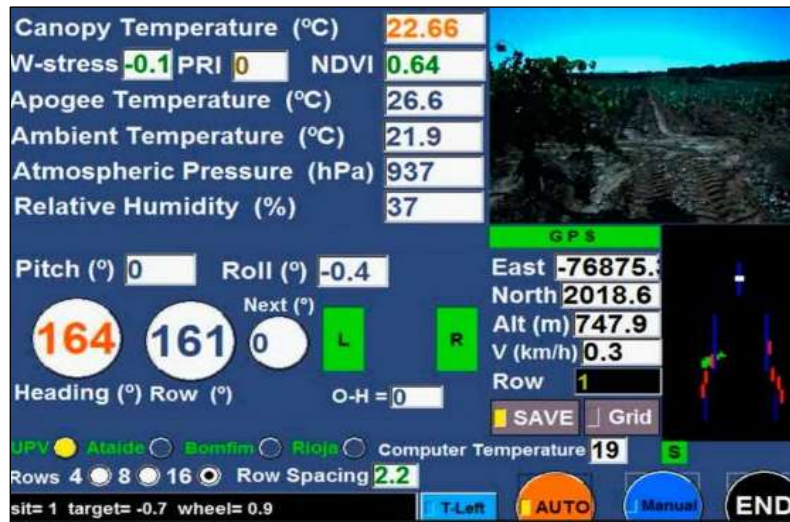 Canopy Temperature (ºC) 22.66
W-stress -0.1 PRI 0 NDVI 0.64
Apogee Temperature (ºC) 26.6
Ambient Temperature (ºC) 21.9
Atmospheric Pressure (hPa) 937
Relative Humidity (%) 37
GPS
Pitch (º) 0 Roll (º) -0.4
East -76875.
North 2018.6
Alt (m) 747.9
V (km/h) 0.3
Row 1
Next (º)
164 161 0 L R
Heading (º) Row (º) O-H = 0
SAVE Grid
UPV Ataide Bomfim Rioja Computer Temperature 19 S
Rows 4 8 16 Row Spacing 2.2
sit= 1 target= -0.7 wheel= 0.9 T-Left AUTO Manual END